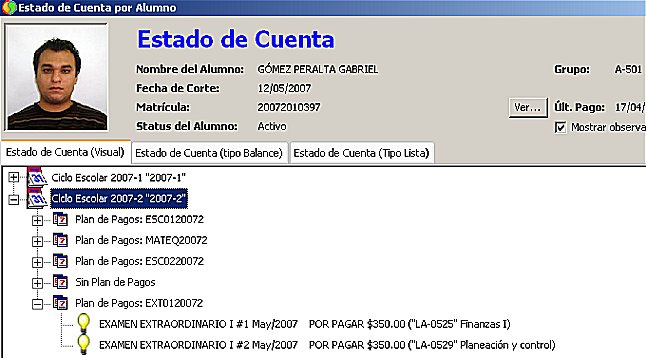 Estado de Cuenta por Alumno
Estado de Cuenta
Nombre del Alumno: GÓMEZ PERALTA GABRIEL Grupo: A-501
Fecha de Corte: 12/05/2007
Matrícula: 20072010397 Ver... Últ. Pago: 17/04/
Status del Alumno: Activo Mostrar observa
Estado de Cuenta (Visual) Estado de Cuenta (tipo Balance) Estado de Cuenta (Tipo Lista)
Ciclo Escolar 2007-1 "2007-1"
Ciclo Escolar 2007-2 "2007-2"
Plan de Pagos: ESC0120072
Plan de Pagos: MATEQ20072
Plan de Pagos: ESC0220072
Sin Plan de Pagos
Plan de Pagos: EXT0120072
EXAMEN EXTRAORDINARIO I #1 May/2007 POR PAGAR $350.00 ("LA-0525" Finanzas I)
EXAMEN EXTRAORDINARIO I #2 May/2007 POR PAGAR $350.00 ("LA-0529" Planeación y control)